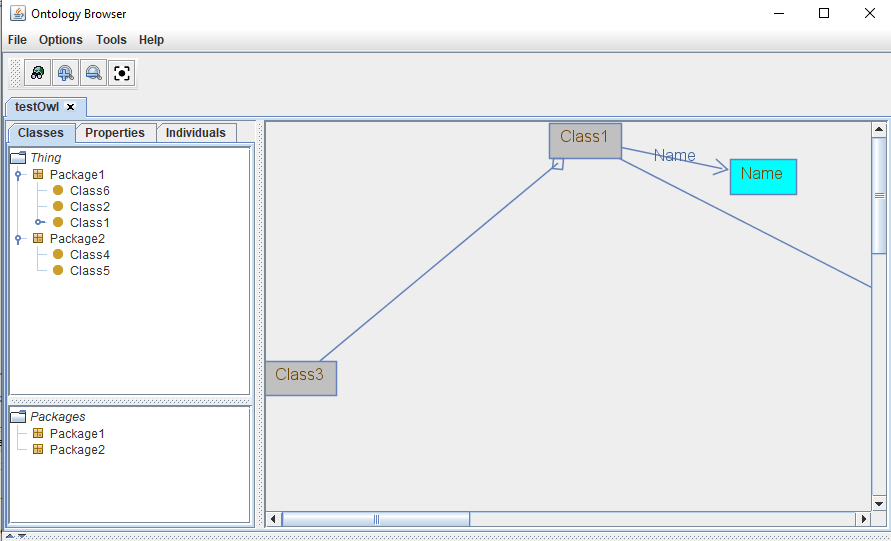 Ontology Browser
File Options Tools Help
testOwl
Classes Properties Individuals
Thing
Package1
Class6
Class2
Class1
Package2
Class4
Class5
Packages
Package1
Package2
Class1
Name
Name
Class3